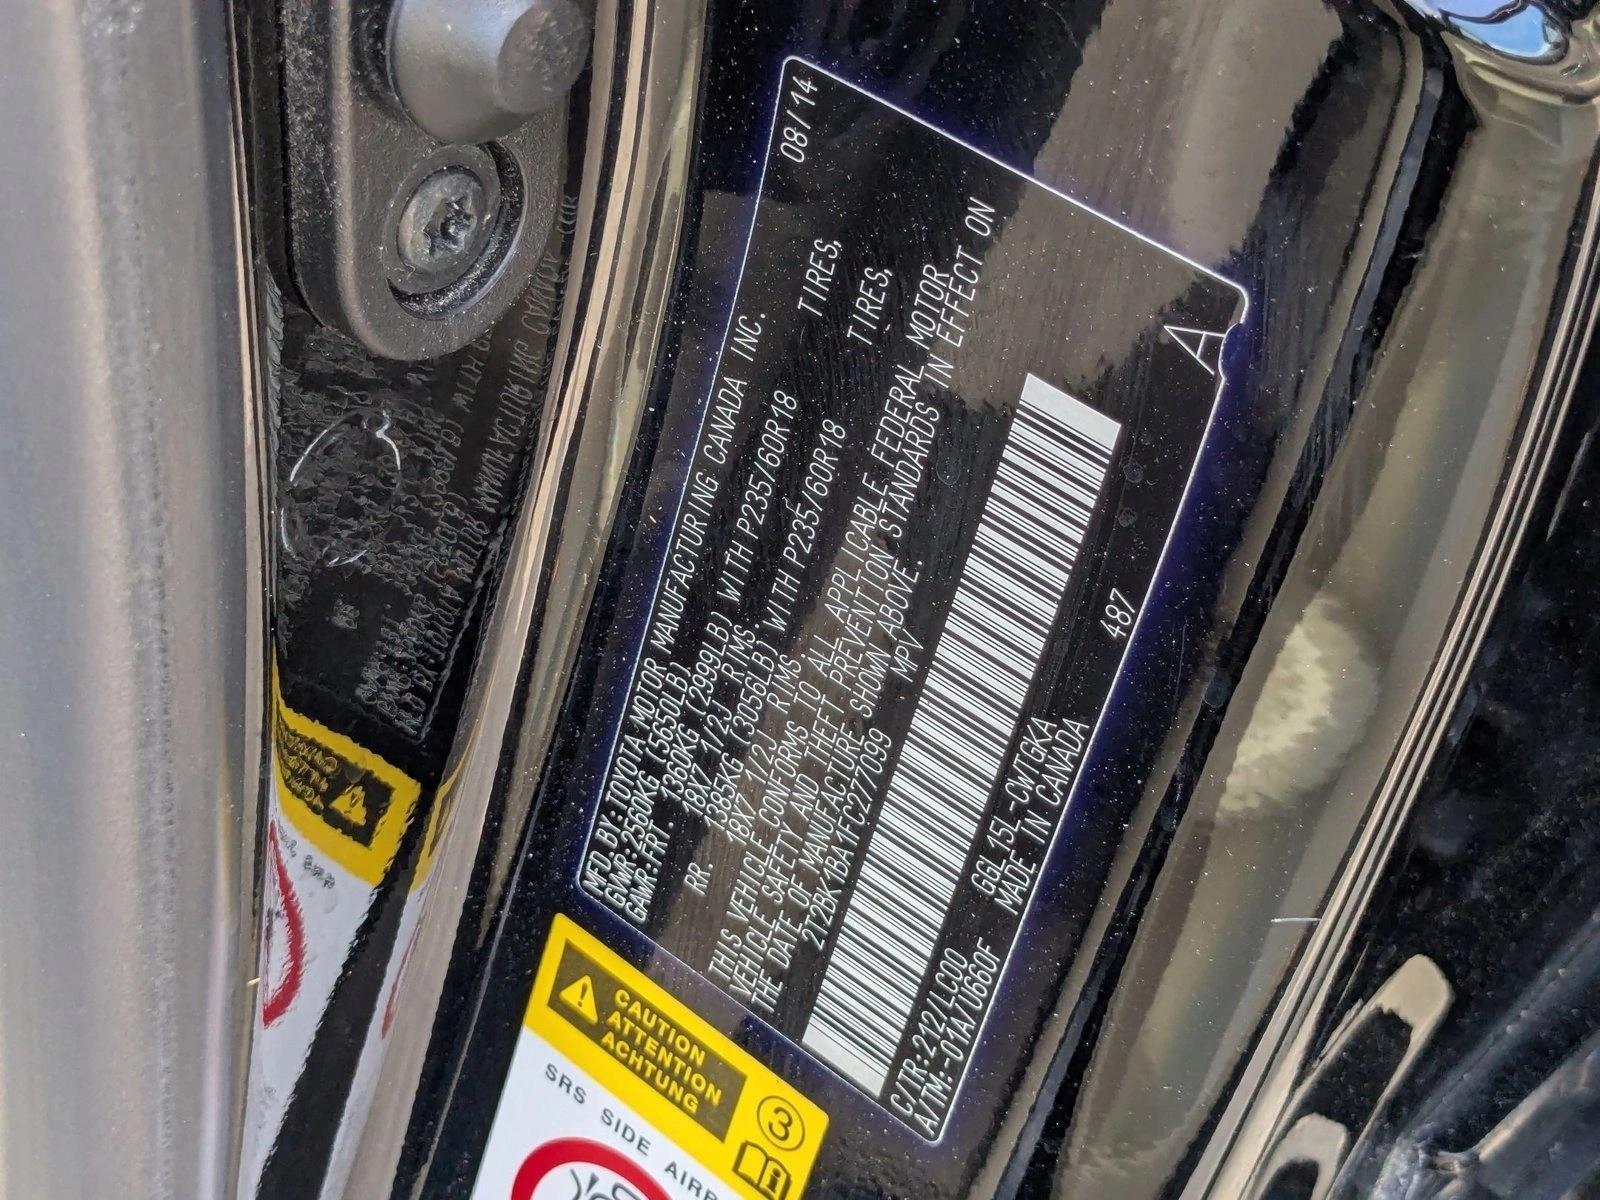 MFD. BY: TOYOTA MOTOR MANUFACTURING CANADA INC. 08/14
GVWR: 2560KG (5650LB)
GAWR: FRT. 1360KG (2999LB) WITH P235/60R18 TIRES,
18X7 1/2J RIMS.
RR. 1385KG (3056LB) WITH P235/60R18 TIRES,
18X7 1/2J RIMS.
THIS VEHICLE CONFORMS TO ALL APPLICABLE FEDERAL MOTOR
VEHICLE SAFETY AND THEFT PREVENTION STANDARDS IN EFFECT ON
THE DATE OF MANUFACTURE SHOWN ABOVE.
2T2BK1BA1FC277099 MPV
A
487
C/TR:212/LC00 GGL15L-CWTGKA
A/TM:-01A/U660F MADE IN CANADA
CAUTION
ATTENTION
ACHTUNG
3
SRS SIDE AIRB